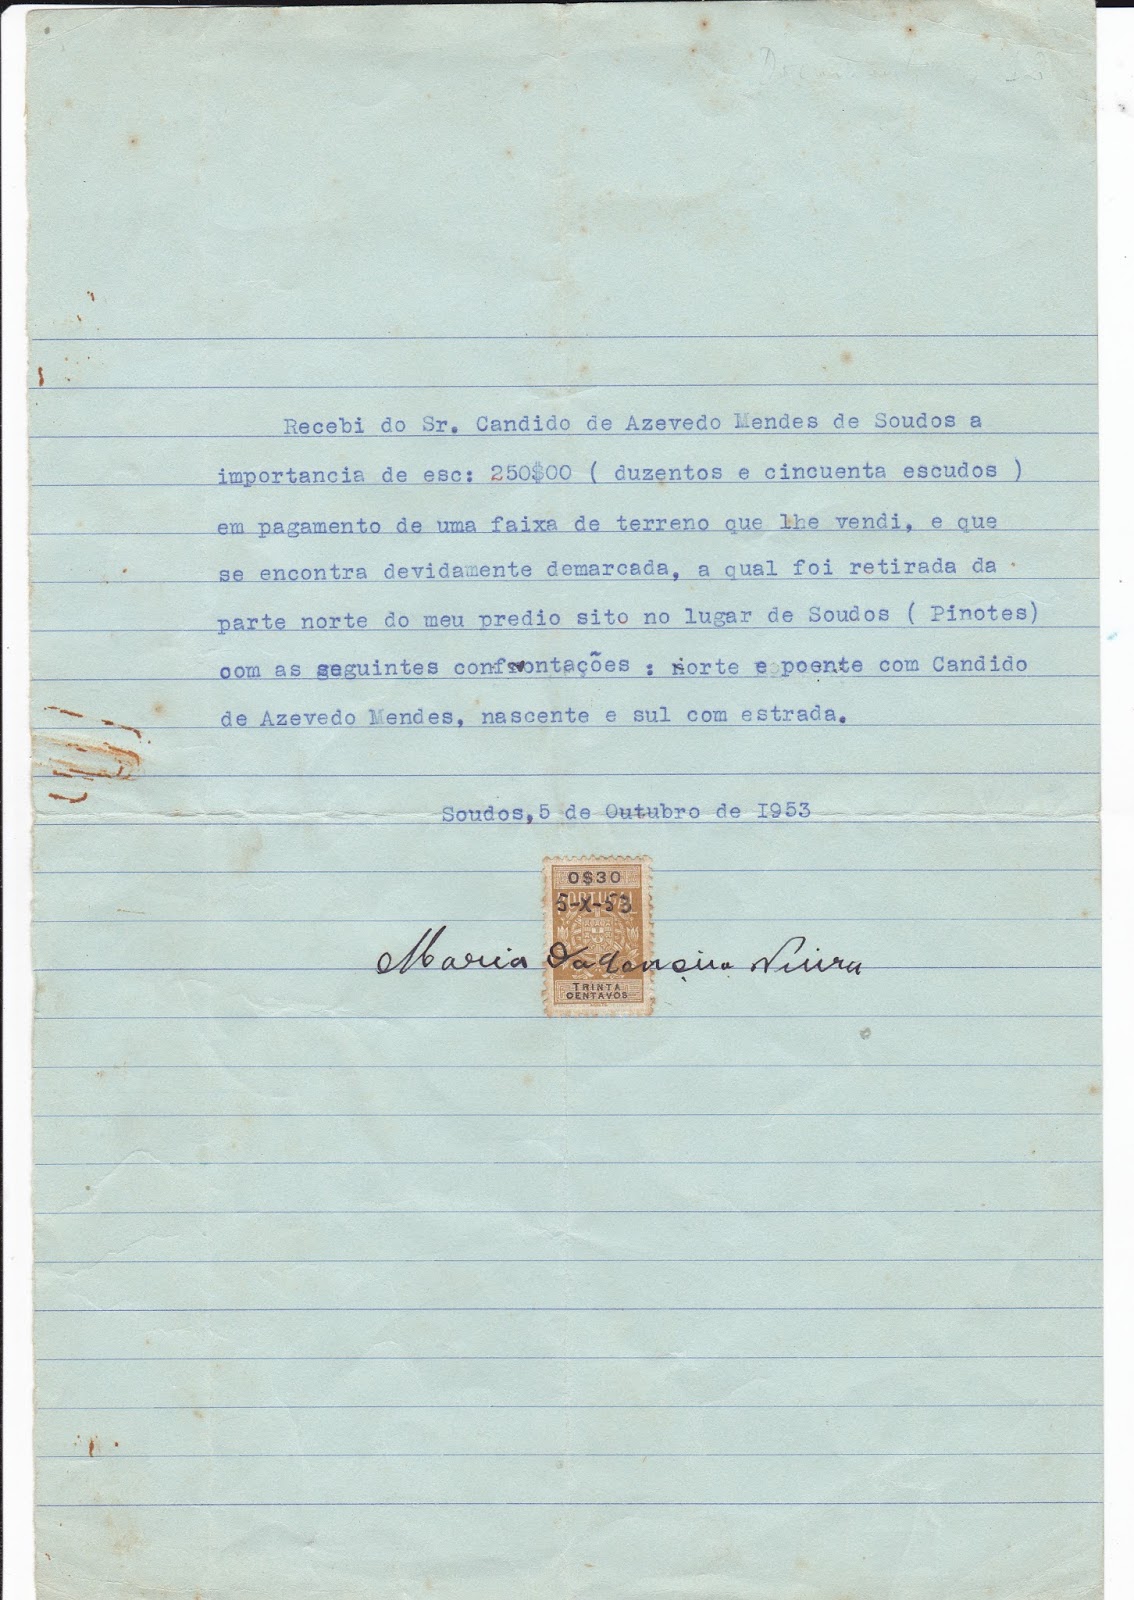 Recebi do Sr. Candido de Azevedo Mendes de Soudos a
importancia de esc: 250$00 ( duzentos e cincuenta escudos )
em pagamento de uma faixa de terreno que lhe vendi, e que
se encontra devidamente demarcada, a qual foi retirada da
parte norte do meu predio sito no lugar de Soudos ( Pinotes)
com as seguintes confrontações : norte e poente com Candido
de Azevedo Mendes, nascente e sul com estrada.
Soudos,5 de Outubro de I953
0$30
PORTUGAL
5-X-53
Maria
TRINTA
CENTAVOS